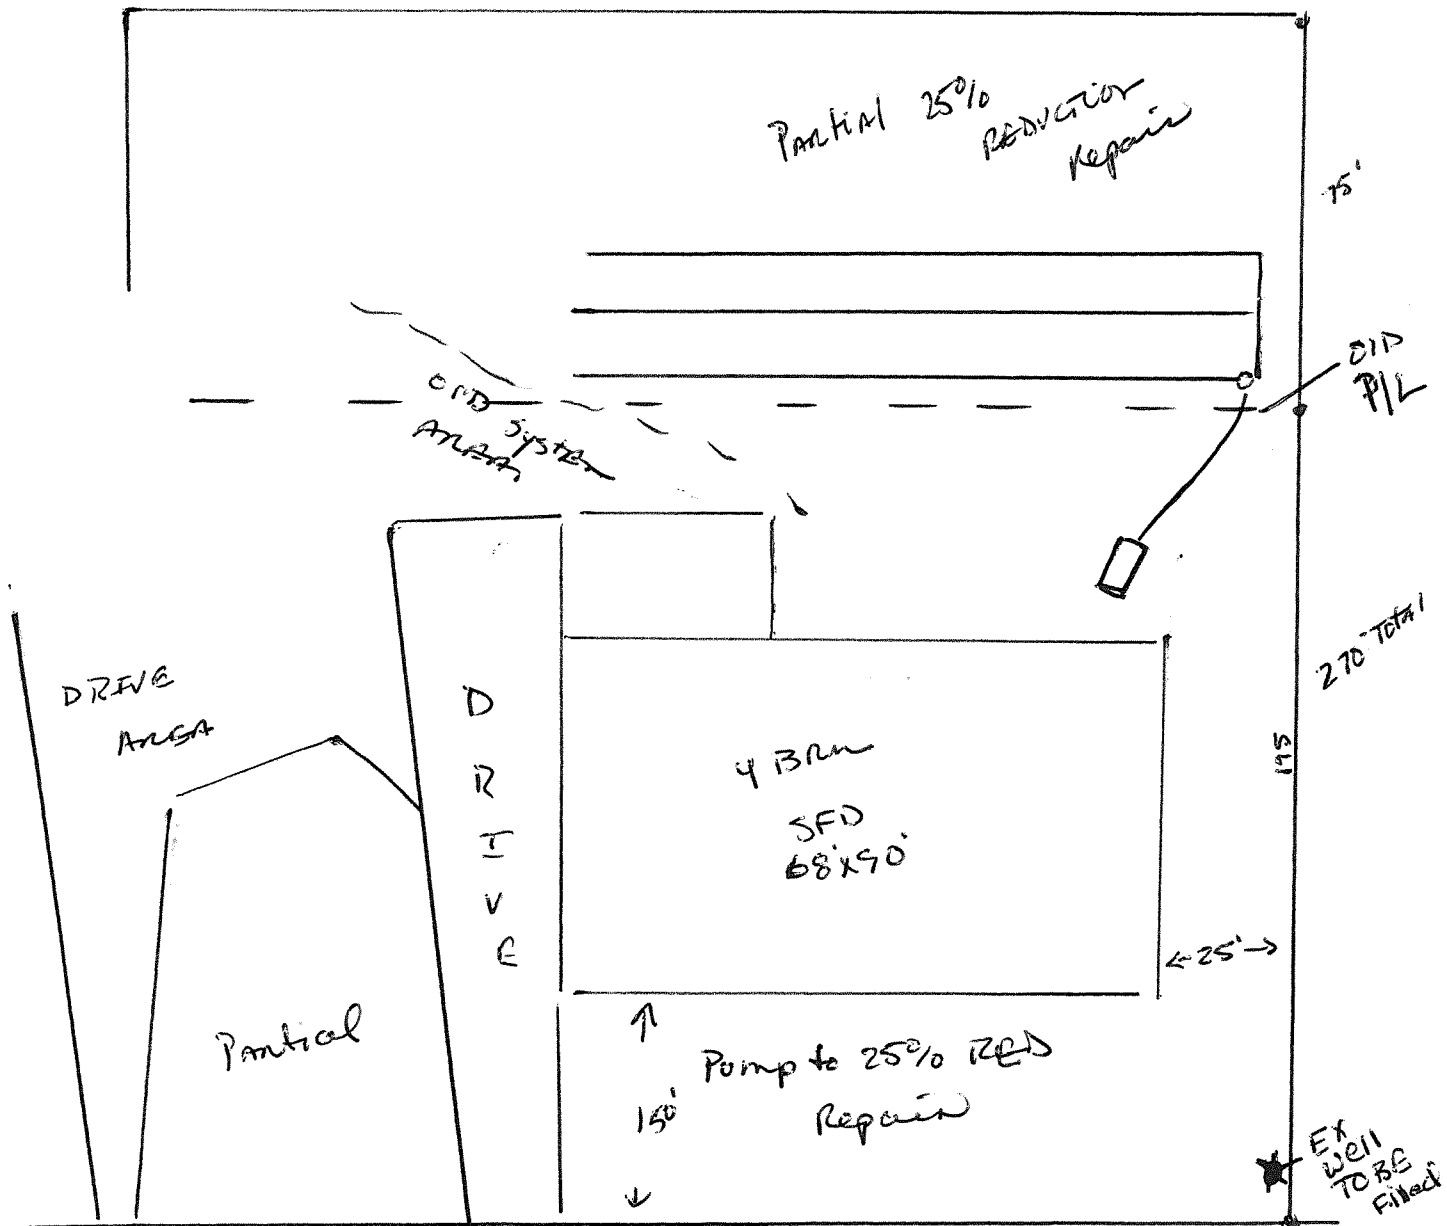 Partial 25%
REDUCTION
Repair
75'
OLD
P/L
OLD System
AREA
270' Total
195
DRIVE
AREA
DRIVE
4 BRM
SFD
68'x90'
←25'→
Partial
150'
Pump to 25% RED
Repair
EX
Well
TO BE
Filled